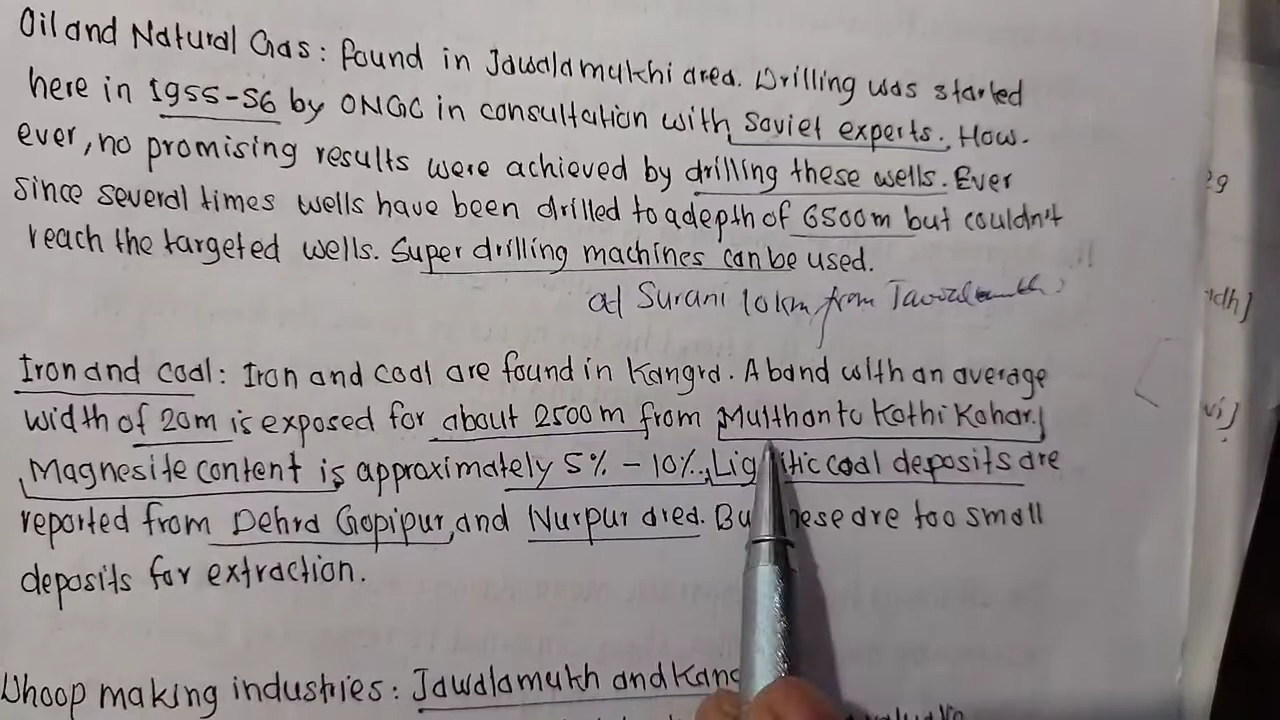 Oil and Natural Gas: found in Jawalamukhi area. Drilling was started
here in 1955-56 by ONGC in consultation with Soviet experts. How-
ever, no promising results were achieved by drilling these wells. Ever
since several times wells have been drilled to a depth of 6500m but couldn't
reach the targeted wells. Super drilling machines can be used.
at Surani 10km from
Iron and coal: Iron and coal are found in Kangra. A band with an average
width of 20m is exposed for about 2500m from Multhan to Kothi Kohar.
Magnesite content is approximately 5% - 10%. coal deposits are
reported from Dehra Gopipur, and Nurpur area. are too small
deposits for extraction.
Dhoop making industries: Jawalamukh and